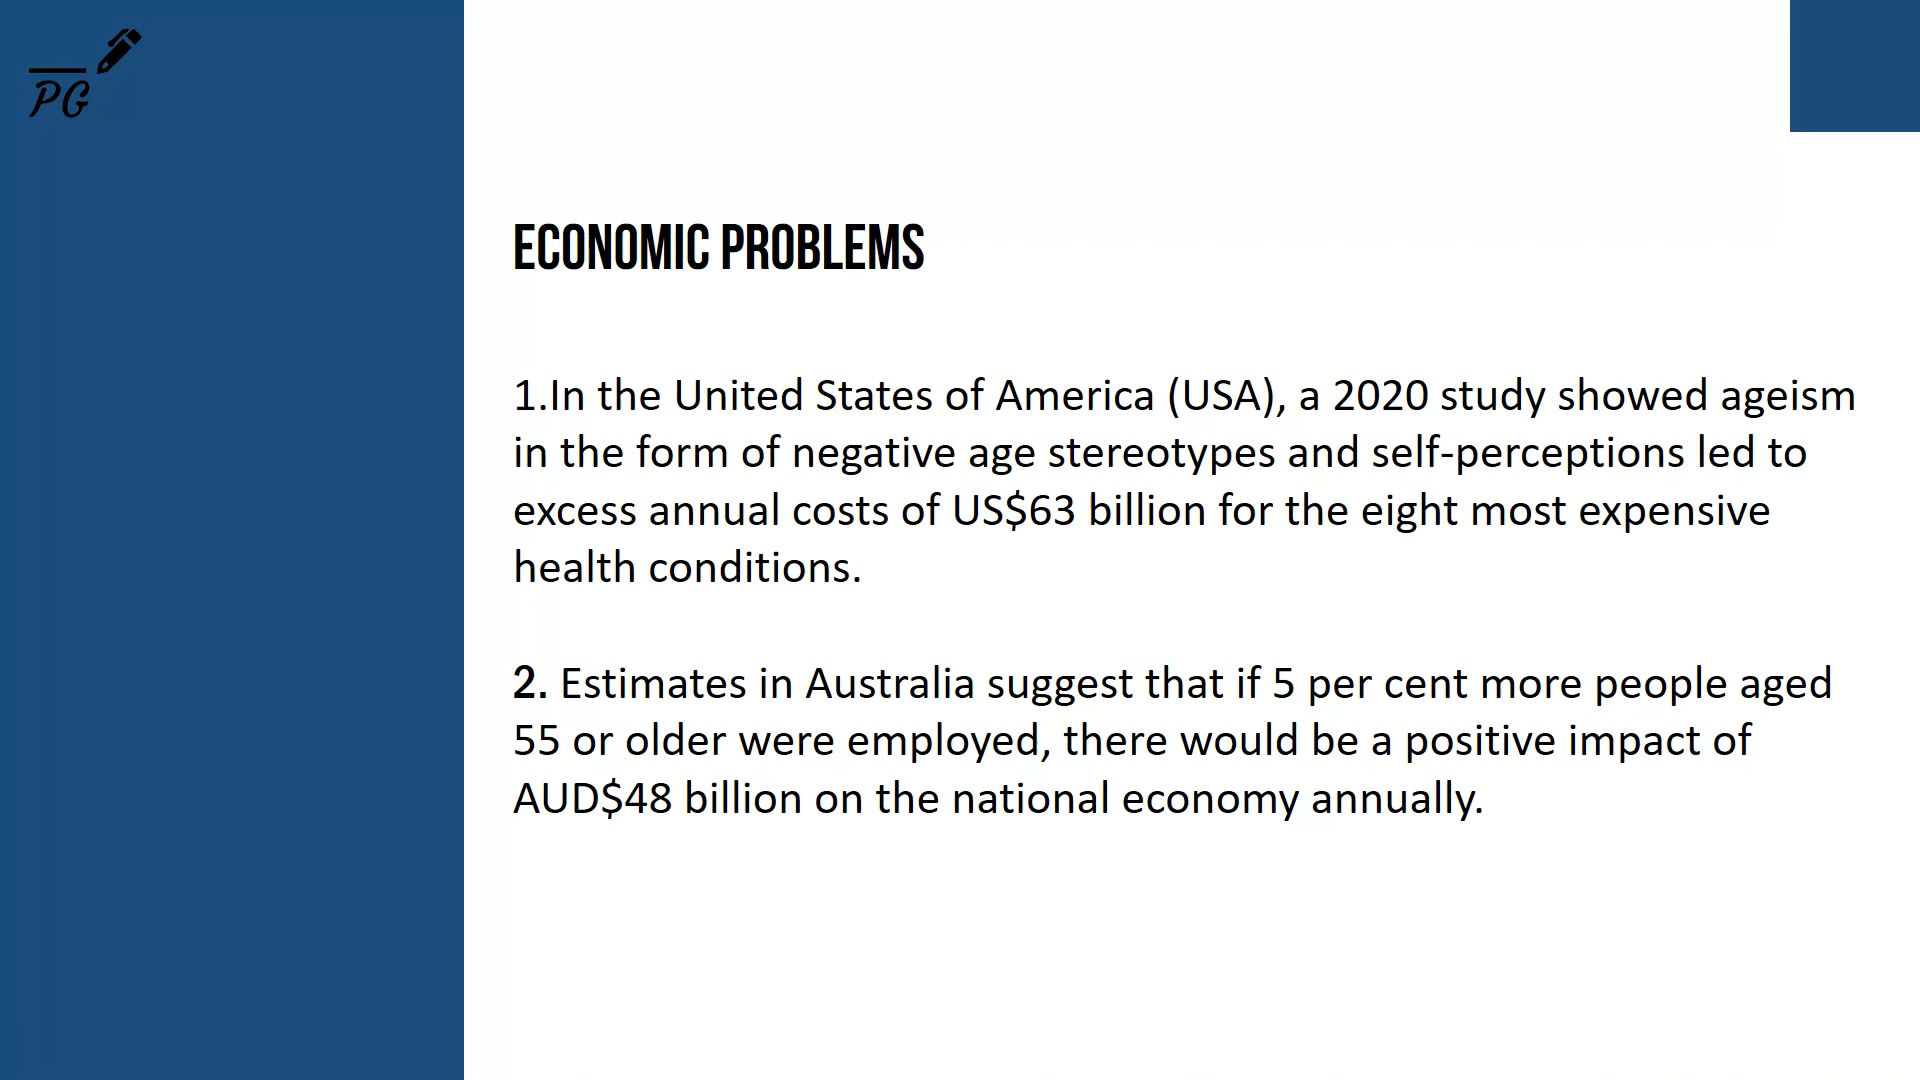 PG
ECONOMIC PROBLEMS
1.In the United States of America (USA), a 2020 study showed ageism
in the form of negative age stereotypes and self-perceptions led to
excess annual costs of US$63 billion for the eight most expensive
health conditions.
2. Estimates in Australia suggest that if 5 per cent more people aged
55 or older were employed, there would be a positive impact of
AUD$48 billion on the national economy annually.